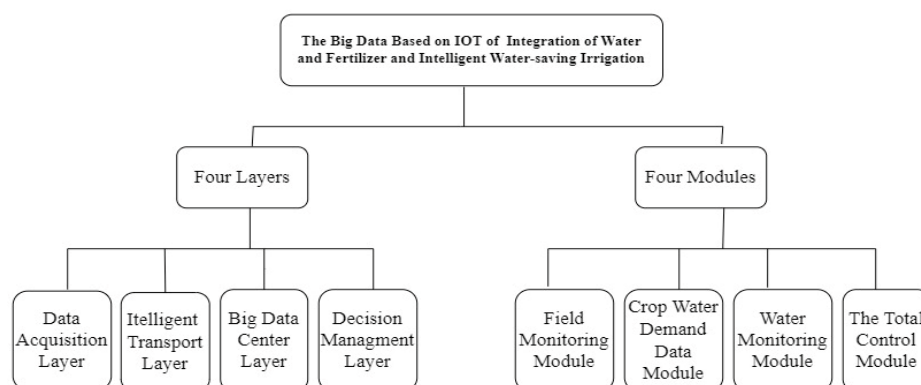 The Big Data Based on IOT of Integration of Water
and Fertilizer and Intelligent Water-saving Irrigation
Four Layers
Four Modules
Data
Acquisition
Layer
Itelligent
Transport
Layer
Big Data
Center
Layer
Decision
Managment
Layer
Field
Monitoring
Module
Crop Water
Demand
Data
Module
Water
Monitoring
Module
The Total
Control
Module